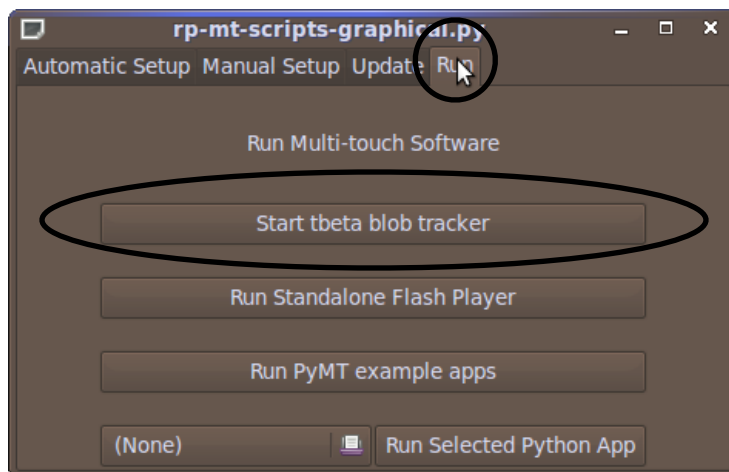 rp-mt-scripts-graphical.py
Automatic Setup Manual Setup Update Run
Run Multi-touch Software
Start tbeta blob tracker
Run Standalone Flash Player
Run PyMT example apps
(None) Run Selected Python App